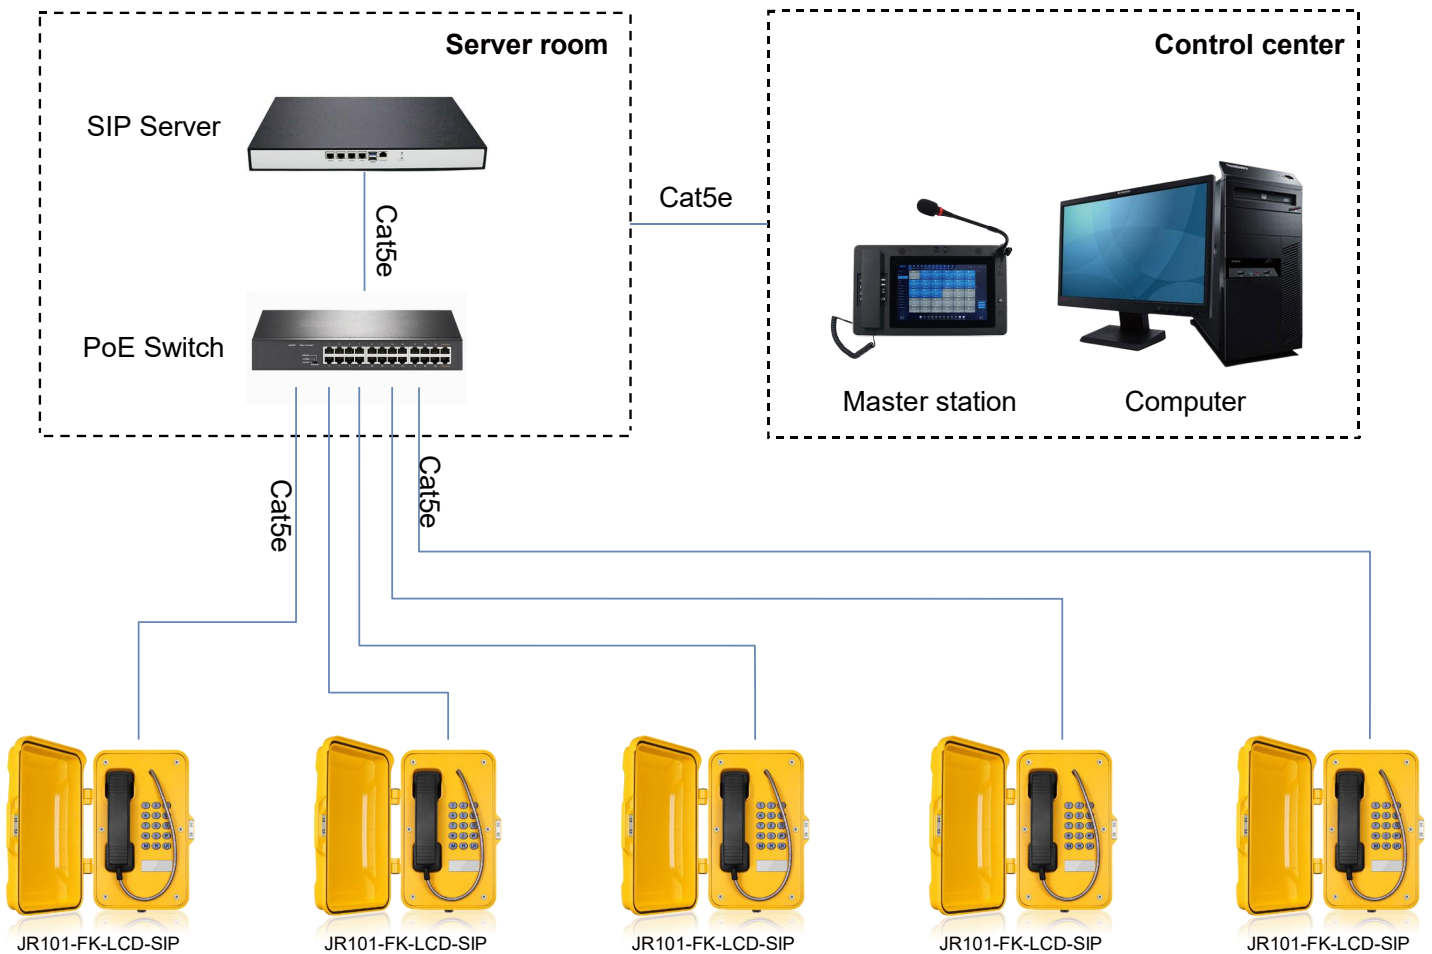 Server room
Control center
SIP Server
Cat5e
Cat5e
PoE Switch
Master station
Computer
Cat5e
Cat5e
JR101-FK-LCD-SIP
JR101-FK-LCD-SIP
JR101-FK-LCD-SIP
JR101-FK-LCD-SIP
JR101-FK-LCD-SIP